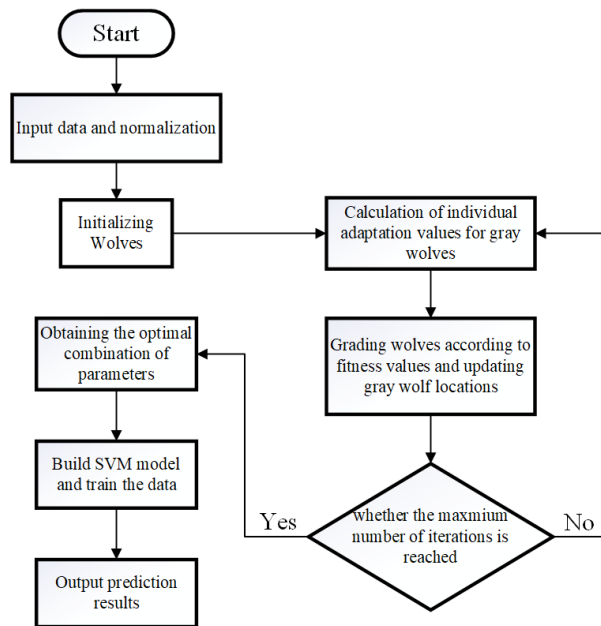 Start
Input data and normalization
Initializing
Wolves
Calculation of individual
adaptation values for gray
wolves
Grading wolves according to
fitness values and updating
gray wolf locations
whether the maxmium
number of iterations is
reached
Yes
No
Obtaining the optimal
combination of
parameters
Build SVM model
and train the data
Output prediction
results